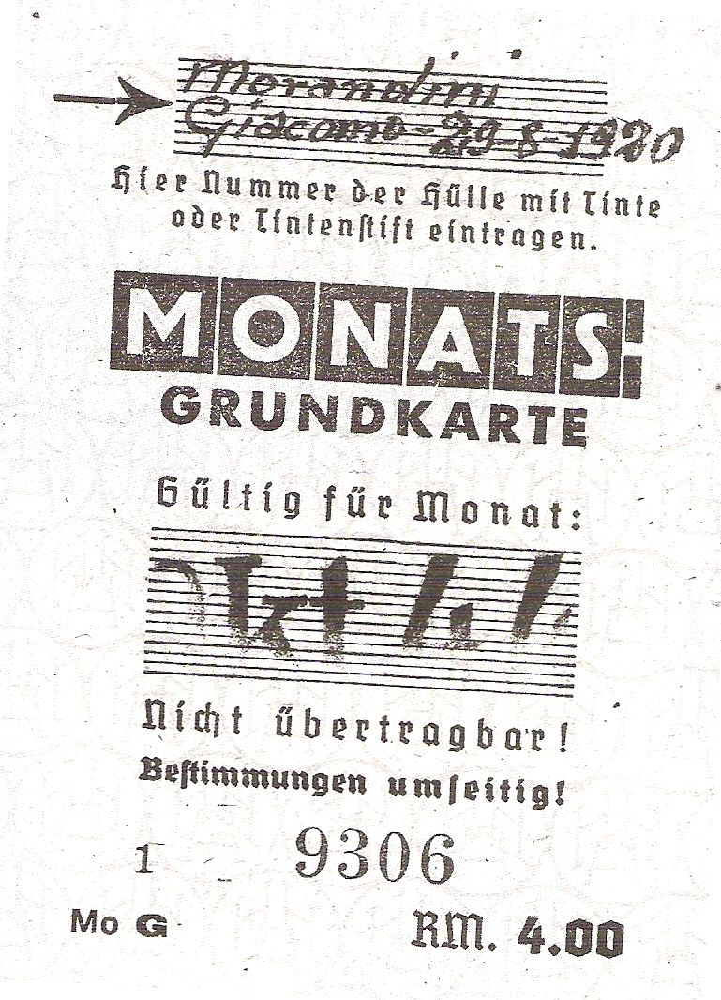 Morandini
Giacomo-29-8-1920
Hier Nummer der Hülle mit Tinte
oder Tintenstift eintragen.
MONATS-
GRUNDKARTE
Gültig für Monat:
Okt 44
Nicht übertragbar!
Bestimmungen umseitig!
1 9306
Mo G RM. 4.00